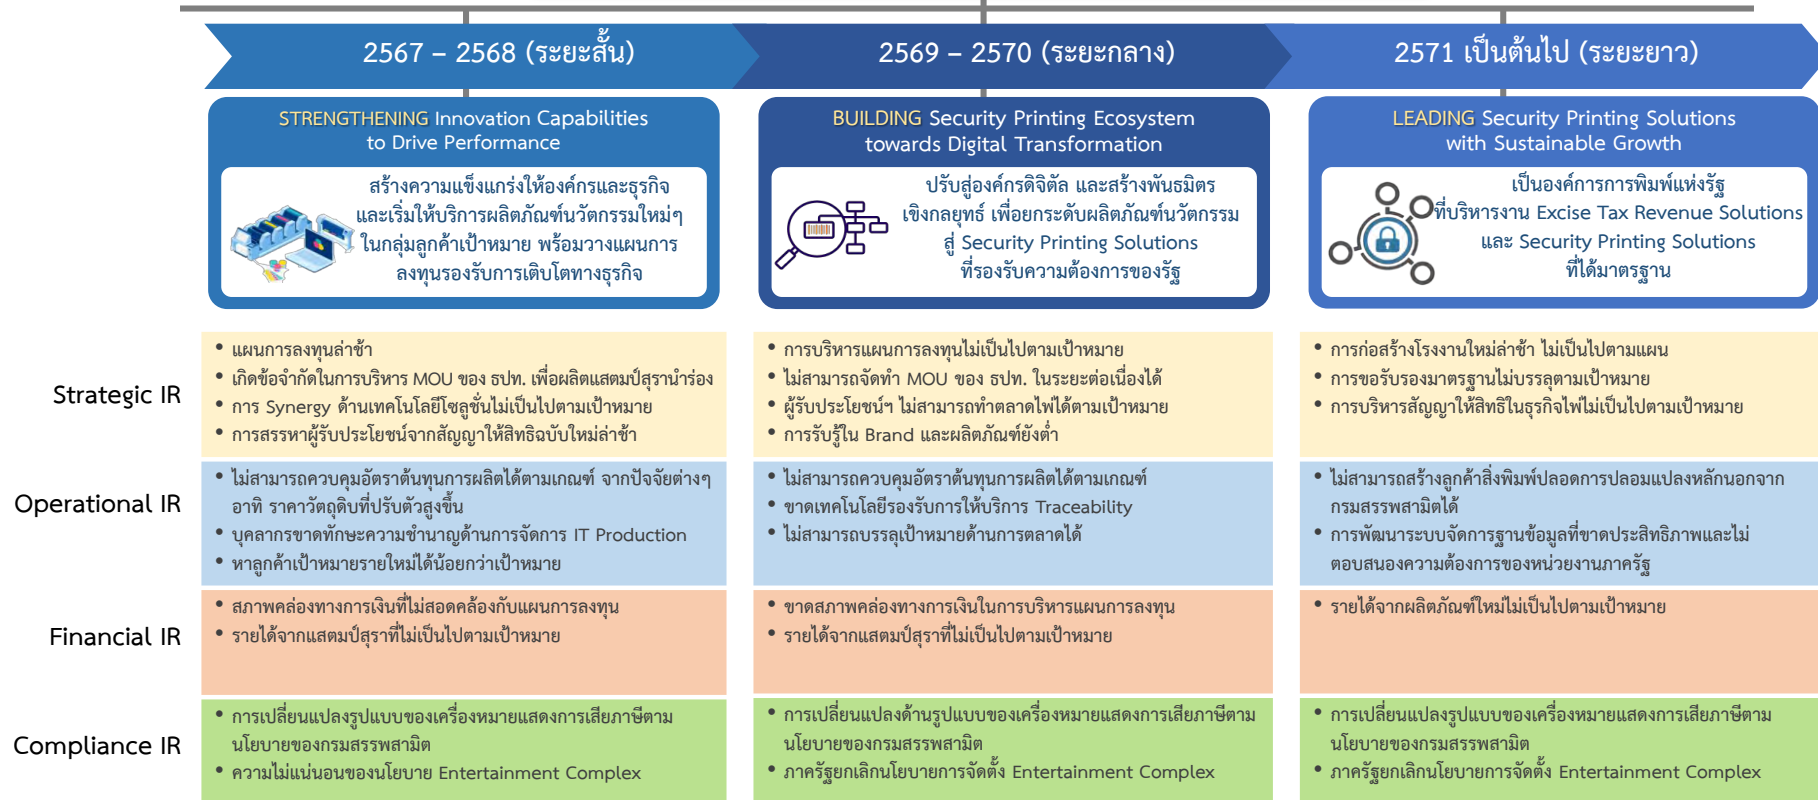 2567 – 2568 (ระยะสั้น)
2569 – 2570 (ระยะกลาง)
2571 เป็นต้นไป (ระยะยาว)
STRENGTHENING Innovation Capabilities
to Drive Performance
สร้างความแข็งแกร่งให้องค์กรและธุรกิจ
และเริ่มให้บริการผลิตภัณฑ์นวัตกรรมใหม่ๆ
ในกลุ่มลูกค้าเป้าหมาย พร้อมวางแผนการ
ลงทุนรองรับการเติบโตทางธุรกิจ
BUILDING Security Printing Ecosystem
towards Digital Transformation
ปรับสู่องค์กรดิจิตัล และสร้างพันธมิตร
เชิงกลยุทธ์ เพื่อยกระดับผลิตภัณฑ์นวัตกรรม
สู่ Security Printing Solutions
ที่รองรับความต้องการของรัฐ
LEADING Security Printing Solutions
with Sustainable Growth
เป็นองค์การการพิมพ์แห่งรัฐ
ที่บริหารงาน Excise Tax Revenue Solutions
และ Security Printing Solutions
ที่ได้มาตรฐาน
Strategic IR
• แผนการลงทุนล่าช้า
• เกิดข้อจำกัดในการบริหาร MOU ของ ธปท. เพื่อผลิตแสตมป์สุรานำร่อง
• การ Synergy ด้านเทคโนโลยีโซลูชั่นไม่เป็นไปตามเป้าหมาย
• การสรรหาผู้รับประโยชน์จากสัญญาให้สิทธิฉบับใหม่ล่าช้า
• การบริหารแผนการลงทุนไม่เป็นไปตามเป้าหมาย
• ไม่สามารถจัดทำ MOU ของ ธปท. ในระยะต่อเนื่องได้
• ผู้รับประโยชน์ฯ ไม่สามารถทำตลาดไพ่ได้ตามเป้าหมาย
• การรับรู้ใน Brand และผลิตภัณฑ์ยังต่ำ
• การก่อสร้างโรงงานใหม่ล่าช้า ไม่เป็นไปตามแผน
• การขอรับรองมาตรฐานไม่บรรลุตามเป้าหมาย
• การบริหารสัญญาให้สิทธิในธุรกิจไพ่ไม่เป็นไปตามเป้าหมาย
Operational IR
• ไม่สามารถควบคุมอัตราต้นทุนการผลิตได้ตามเกณฑ์ จากปัจจัยต่างๆ
อาทิ ราคาวัตถุดิบที่ปรับตัวสูงขึ้น
• บุคลากรขาดทักษะความชำนาญด้านการจัดการ IT Production
• หาลูกค้าเป้าหมายรายใหม่ได้น้อยกว่าเป้าหมาย
• ไม่สามารถควบคุมอัตราต้นทุนการผลิตได้ตามเกณฑ์
• ขาดเทคโนโลยีรองรับการให้บริการ Traceability
• ไม่สามารถบรรลุเป้าหมายด้านการตลาดได้
• ไม่สามารถสร้างลูกค้าสิ่งพิมพ์ปลอดการปลอมแปลงหลักนอกจาก
กรมสรรพสามิตได้
• การพัฒนาระบบจัดการฐานข้อมูลที่ขาดประสิทธิภาพและไม่
ตอบสนองความต้องการของหน่วยงานภาครัฐ
Financial IR
• สภาพคล่องทางการเงินที่ไม่สอดคล้องกับแผนการลงทุน
• รายได้จากแสตมป์สุราที่ไม่เป็นไปตามเป้าหมาย
• ขาดสภาพคล่องทางการเงินในการบริหารแผนการลงทุน
• รายได้จากแสตมป์สุราที่ไม่เป็นไปตามเป้าหมาย
• รายได้จากผลิตภัณฑ์ใหม่ไม่เป็นไปตามเป้าหมาย
Compliance IR
• การเปลี่ยนแปลงรูปแบบของเครื่องหมายแสดงการเสียภาษีตาม
นโยบายของกรมสรรพสามิต
• ความไม่แน่นอนของนโยบาย Entertainment Complex
• การเปลี่ยนแปลงด้านรูปแบบของเครื่องหมายแสดงการเสียภาษีตาม
นโยบายของกรมสรรพสามิต
• ภาครัฐยกเลิกนโยบายการจัดตั้ง Entertainment Complex
• การเปลี่ยนแปลงรูปแบบของเครื่องหมายแสดงการเสียภาษีตาม
นโยบายของกรมสรรพสามิต
• ภาครัฐยกเลิกนโยบายการจัดตั้ง Entertainment Complex